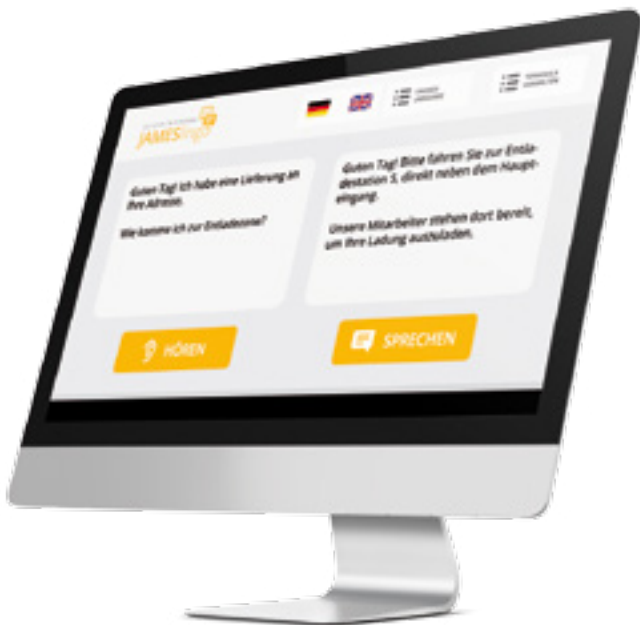 JAMESlingo
Guten Tag! Ich habe eine Lieferung an
Ihre Adresse.
Wie komme ich zur Entladezone?
Guten Tag! Bitte fahren Sie zur Entla-
destation 5, direkt neben dem Haupt-
eingang.
Unsere Mitarbeiter stehen dort bereit,
um Ihre Ladung auszuladen.
HÖREN
SPRECHEN